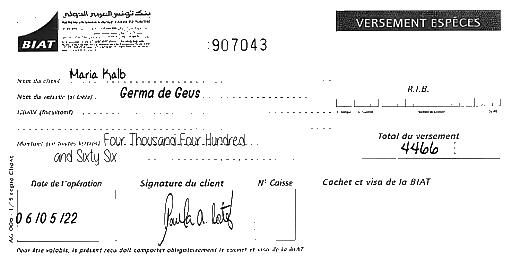 بنك تونس العربي الدولي
BIAT
VERSEMENT ESPÈCES
907043
Nom du client Maria Kalb
Nom du verseur (si tiers) Germa de Geus
R.I.B.
Libellé (facultatif)
Montant (en toutes lettres) Four Thousand Four Hundred
and Sixty Six
Total du versement
4466
Date de l'opération
Signature du client
N° Caisse
Cachet et visa de la BIAT
06/05/22
Pour être valable, le présent reçu doit comporter obligatoirement le cachet et visa de la BIAT